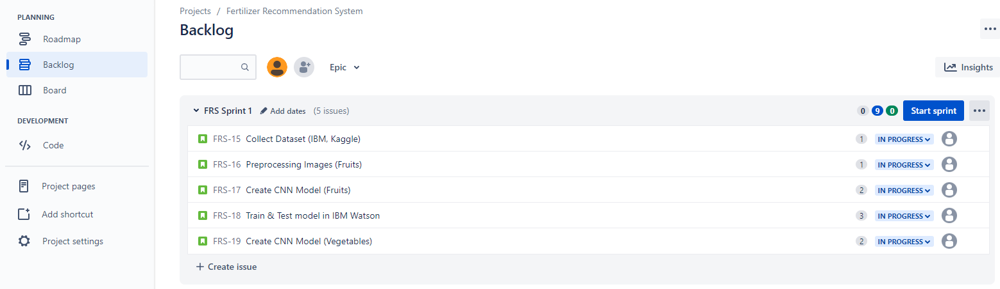 PLANNING
Roadmap
Backlog
Board
DEVELOPMENT
Code
Project pages
Add shortcut
Project settings
Projects / Fertilizer Recommendation System
Backlog
Epic
Insights
FRS Sprint 1 Add dates (5 issues) 0 9 0 Start sprint
FRS-15 Collect Dataset (IBM, Kaggle) 1 IN PROGRESS
FRS-16 Preprocessing Images (Fruits) 1 IN PROGRESS
FRS-17 Create CNN Model (Fruits) 2 IN PROGRESS
FRS-18 Train & Test model in IBM Watson 3 IN PROGRESS
FRS-19 Create CNN Model (Vegetables) 2 IN PROGRESS
+ Create issue